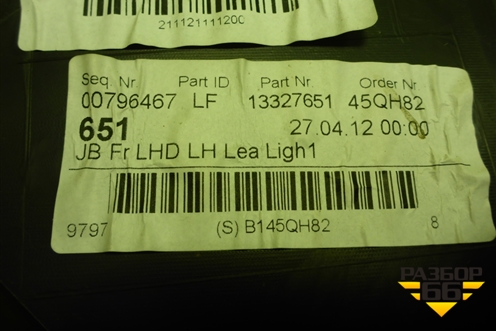 211121111200
Seq. Nr Part ID Part Nr. Order Nr
00796467 LF 13327651 45QH82
651 27.04.12 00:00
JB Fr LHD LH Lea Ligh1
9797 (S) B145QH82 8
РАЗБОР
66